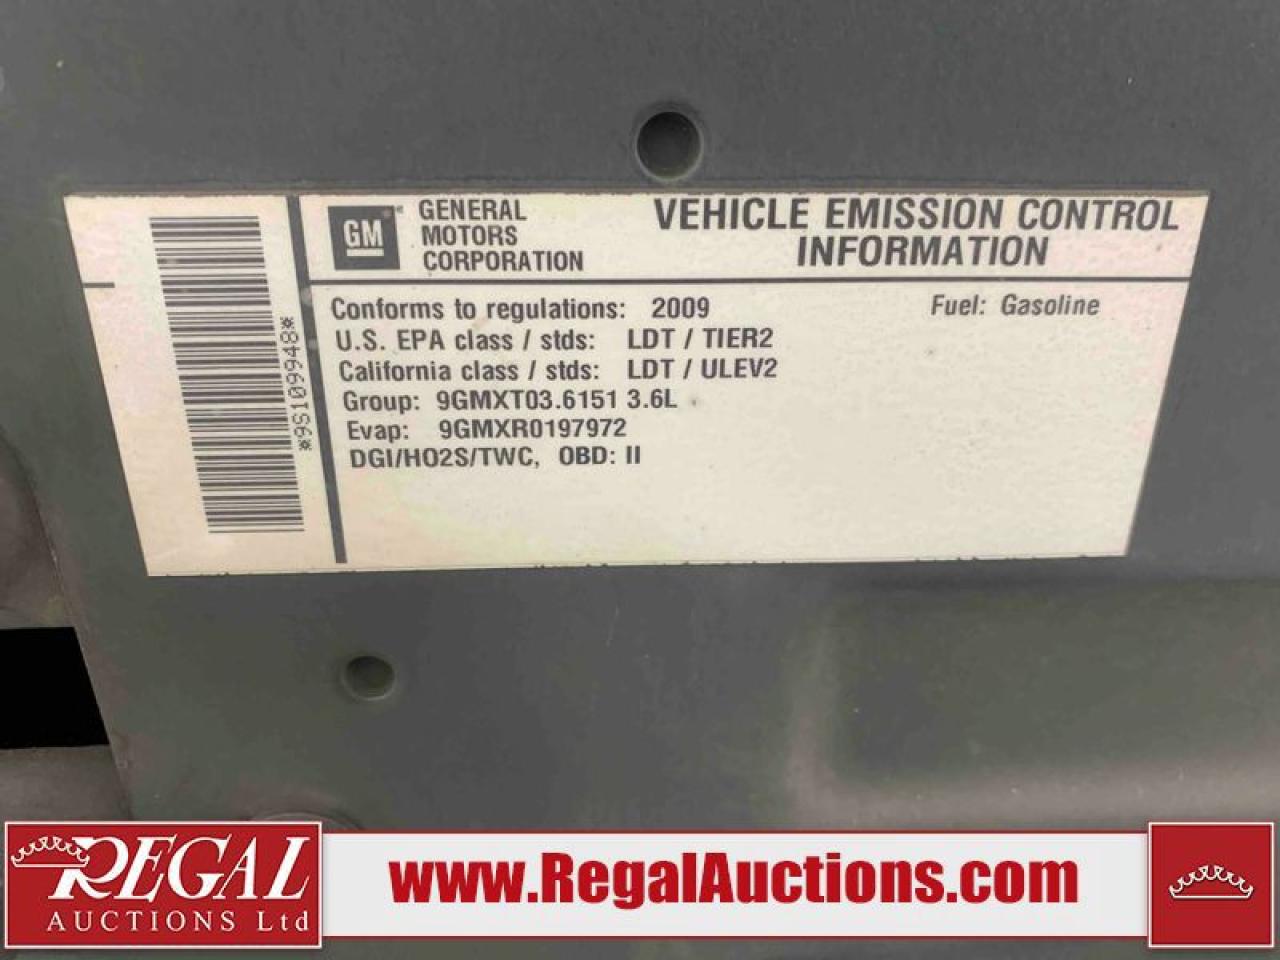 GM GENERAL MOTORS CORPORATION
VEHICLE EMISSION CONTROL
INFORMATION
*9S109948*
Conforms to regulations: 2009 Fuel: Gasoline
U.S. EPA class / stds: LDT / TIER2
California class / stds: LDT / ULEV2
Group: 9GMXT03.6151 3.6L
Evap: 9GMXR0197972
DGI/HO2S/TWC, OBD: II
REGAL
AUCTIONS Ltd
www.RegalAuctions.com